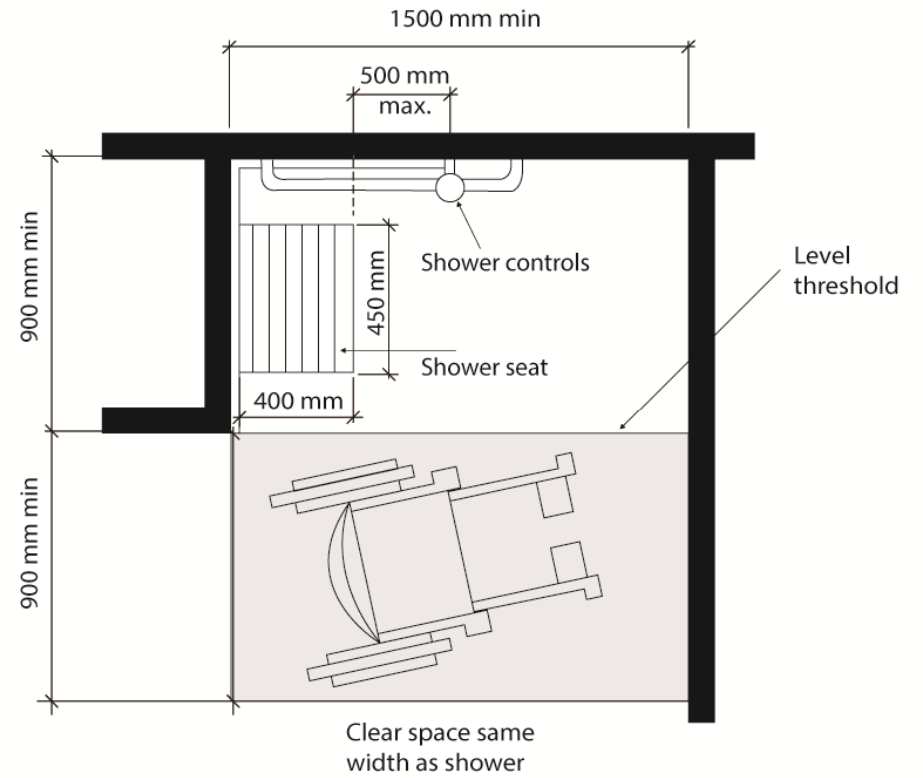 1500 mm min
500 mm
max.
900 mm min
Shower controls
Level
threshold
450 mm
Shower seat
400 mm
900 mm min
Clear space same
width as shower